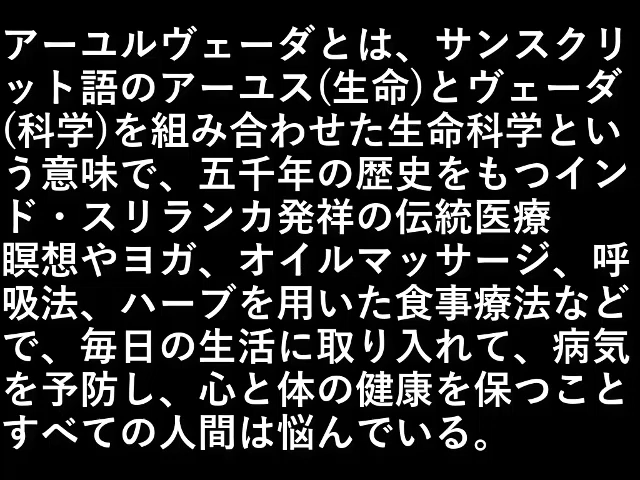 アーユルヴェーダとは、サンスクリ
ット語のアーユス(生命)とヴェーダ
(科学)を組み合わせた生命科学とい
う意味で、五千年の歴史をもつイン
ド・スリランカ発祥の伝統医療
瞑想やヨガ、オイルマッサージ、呼
吸法、ハーブを用いた食事療法など
で、毎日の生活に取り入れて、病気
を予防し、心と体の健康を保つこと
すべての人間は悩んでいる。